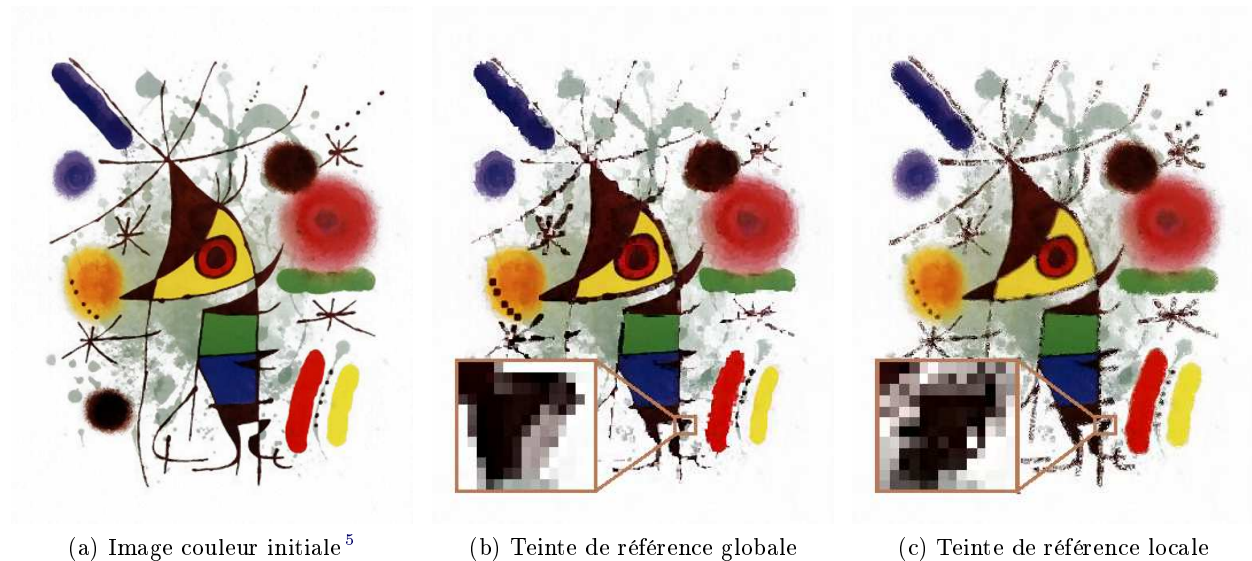 (a) Image couleur initiale 5
(b) Teinte de référence globale
(c) Teinte de référence locale